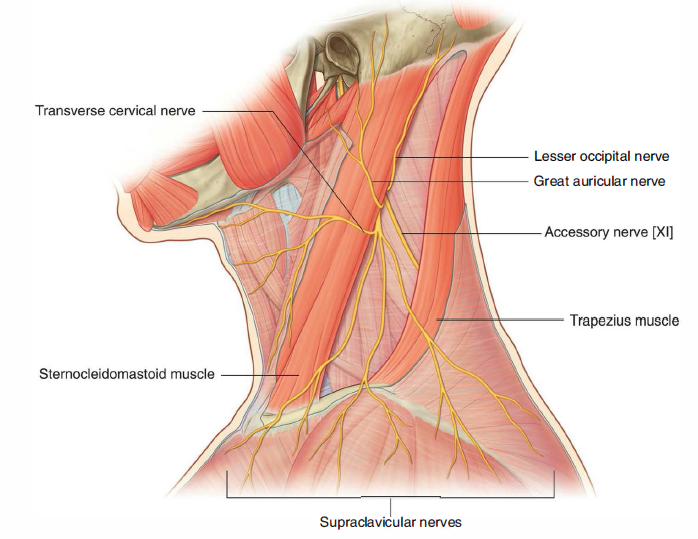 Transverse cervical nerve
Lesser occipital nerve
Great auricular nerve
Accessory nerve [XI]
Trapezius muscle
Sternocleidomastoid muscle
Supraclavicular nerves